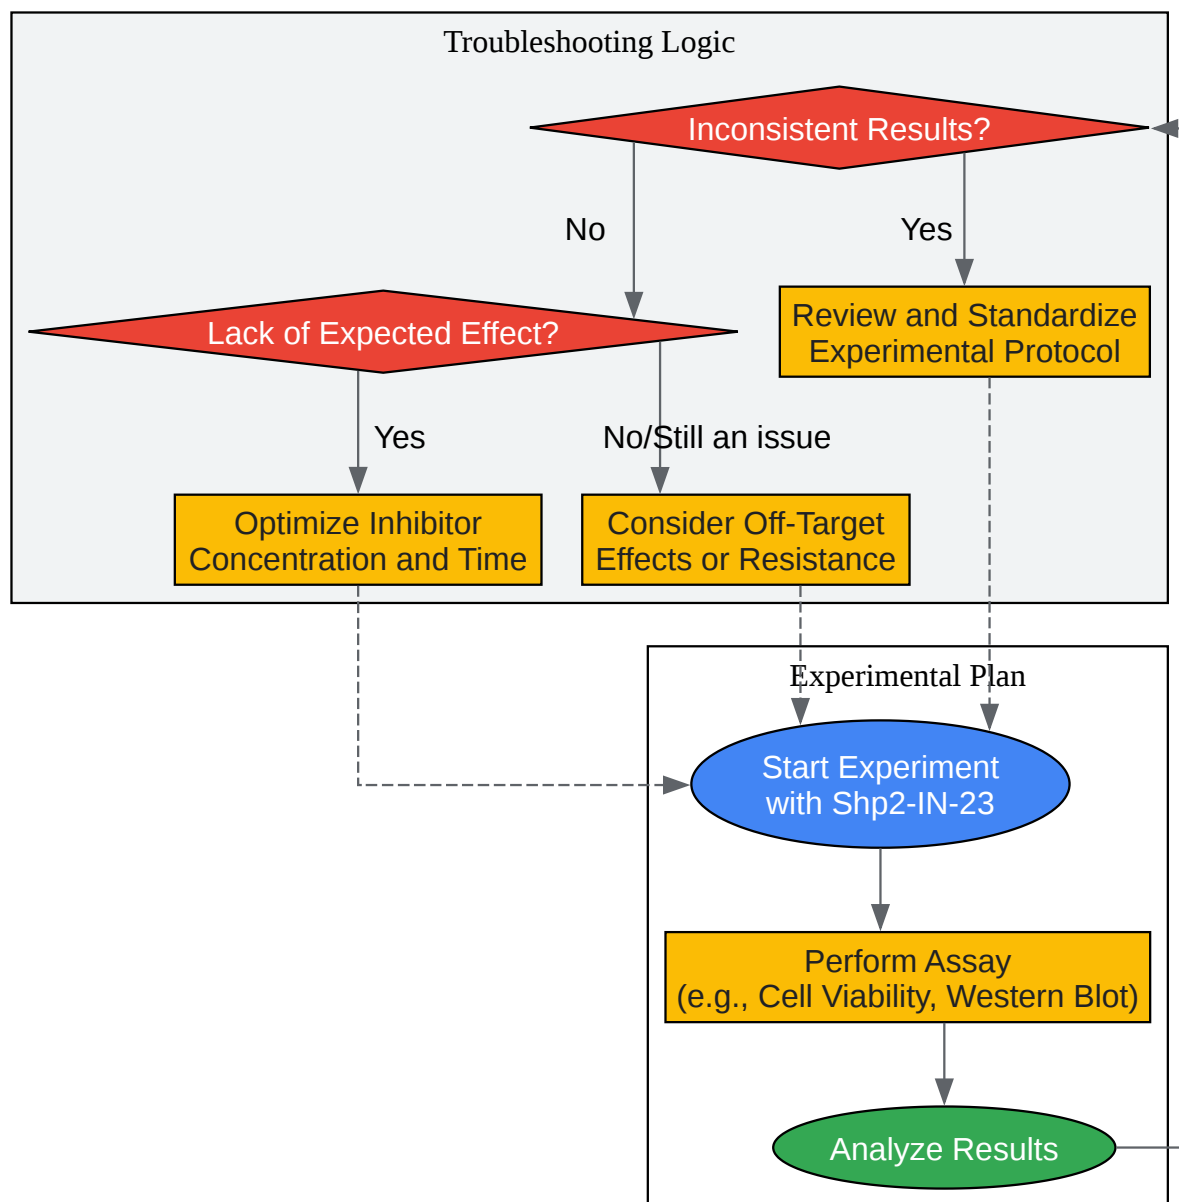 Troubleshooting Logic
Inconsistent Results?
No
Yes
Lack of Expected Effect?
Review and Standardize
Experimental Protocol
Yes
No/Still an issue
Optimize Inhibitor
Concentration and Time
Consider Off-Target
Effects or Resistance
Experimental Plan
Start Experiment
with Shp2-IN-23
Perform Assay
(e.g., Cell Viability, Western Blot)
Analyze Results